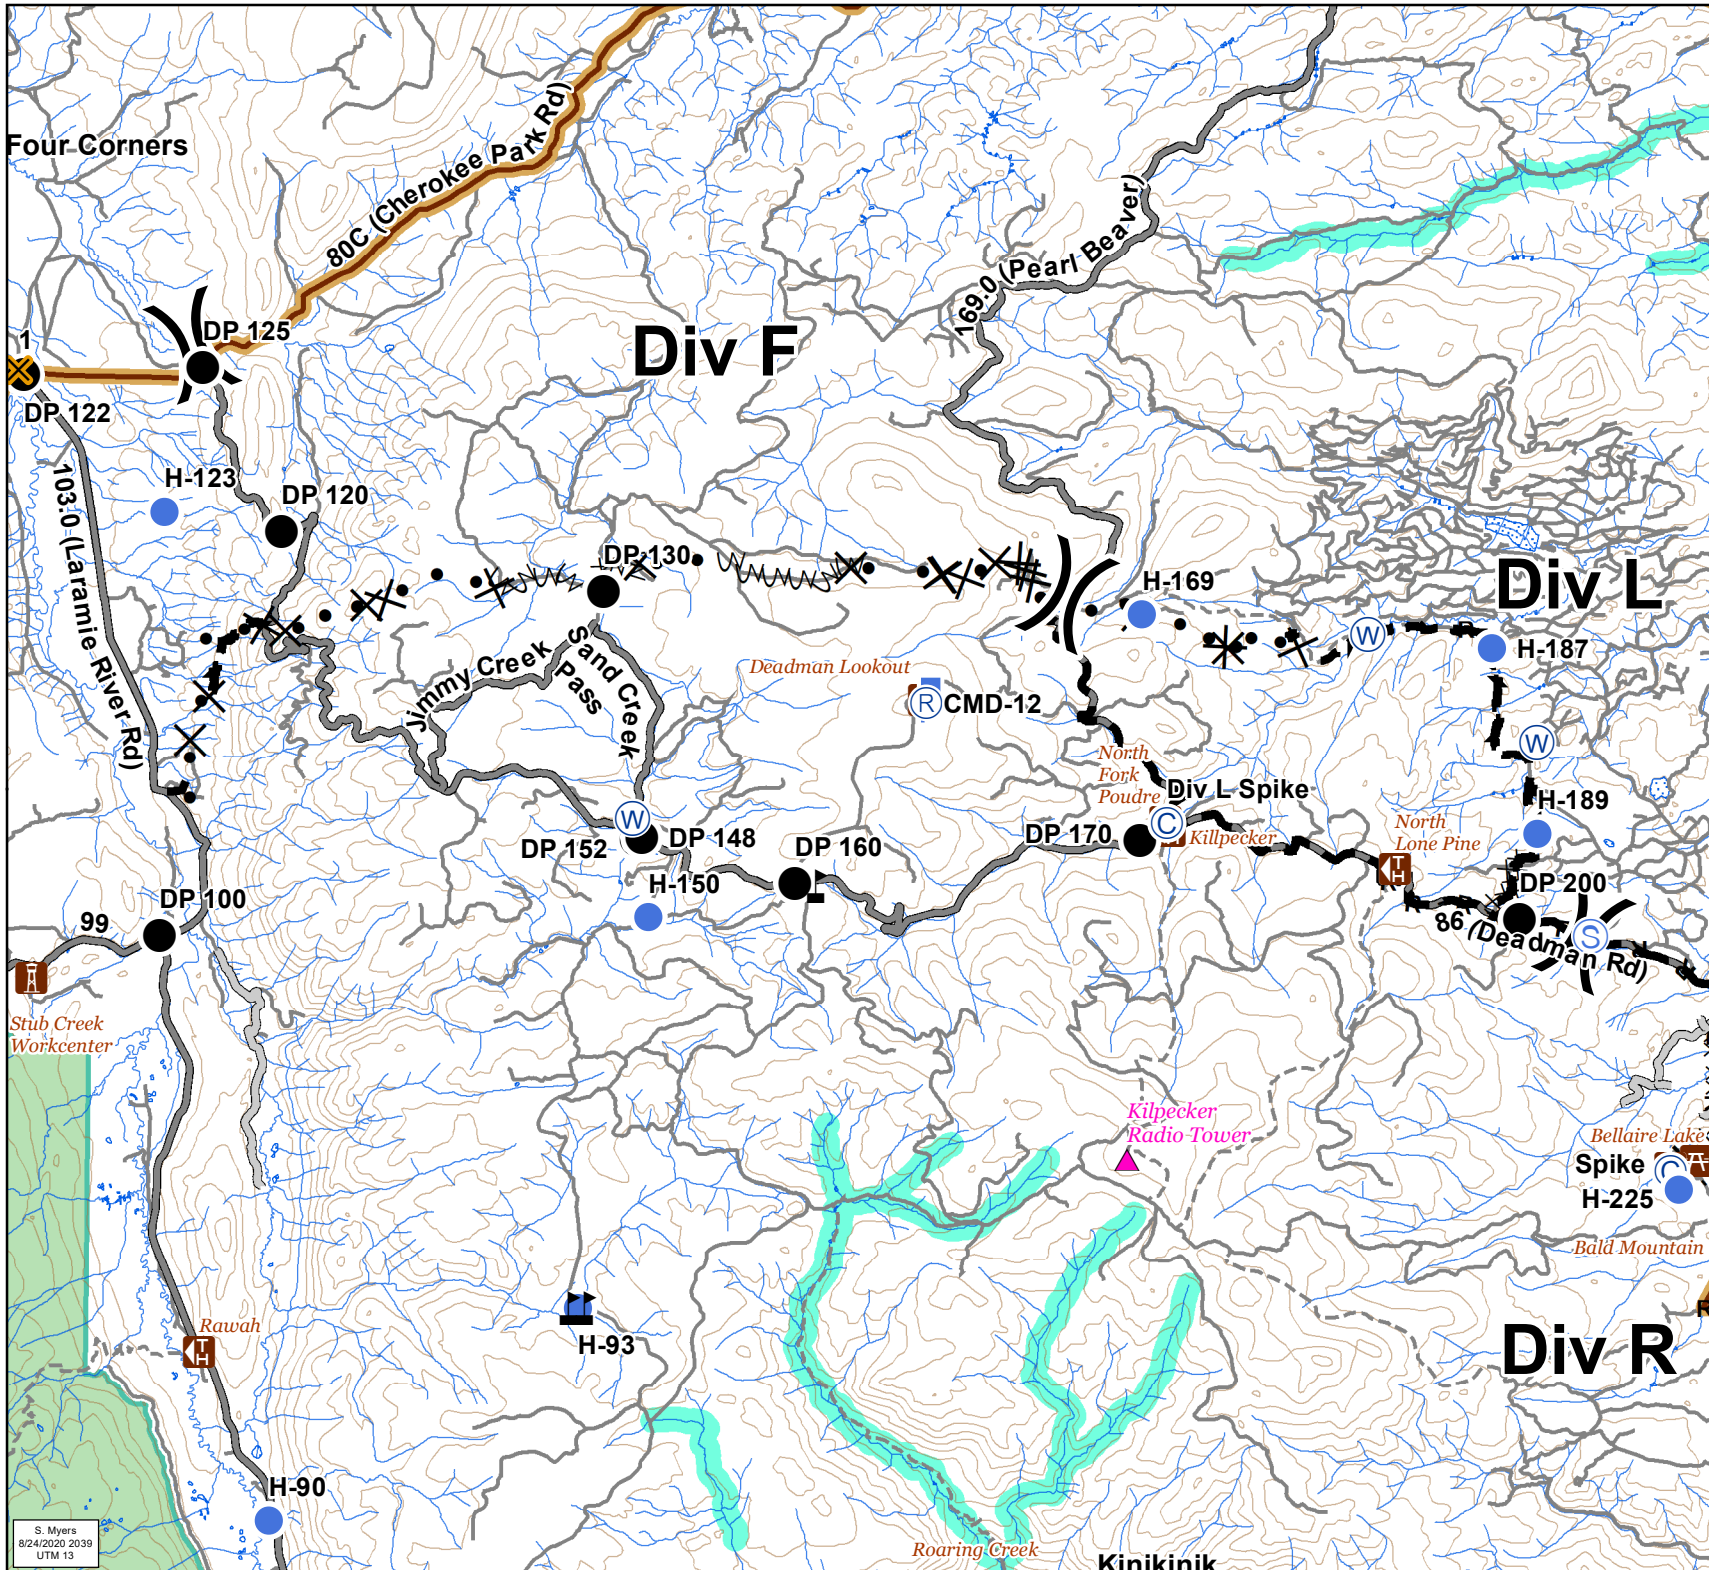 Four Corners
80C (Cherokee Park Rd)
169.0 (Pearl Beaver)
1
DP 125
Div F
DP 122
H-123
DP 120
103.0 (Laramie River Rd)
DP 130
H-169
Div L
W
H-187
Jimmy Creek
Sand Creek
Pass
Deadman Lookout
R
CMD-12
North
Fork
Poudre
W
Div L Spike
H-189
W
C
DP 152
DP 148
DP 160
DP 170
Killpecker
North
Lone Pine
TH
H-150
DP 200
DP 100
99
86 (Deadman Rd)
S
R
R
Stub Creek
Workcenter
Kilpecker
Radio Tower
Bellaire Lake
Spike
C
H-225
Bald Mountain
R
Rawah
TH
H-93
Div R
H-90
S. Myers
8/24/2020 2039
UTM 13
Roaring Creek
Kinikinik